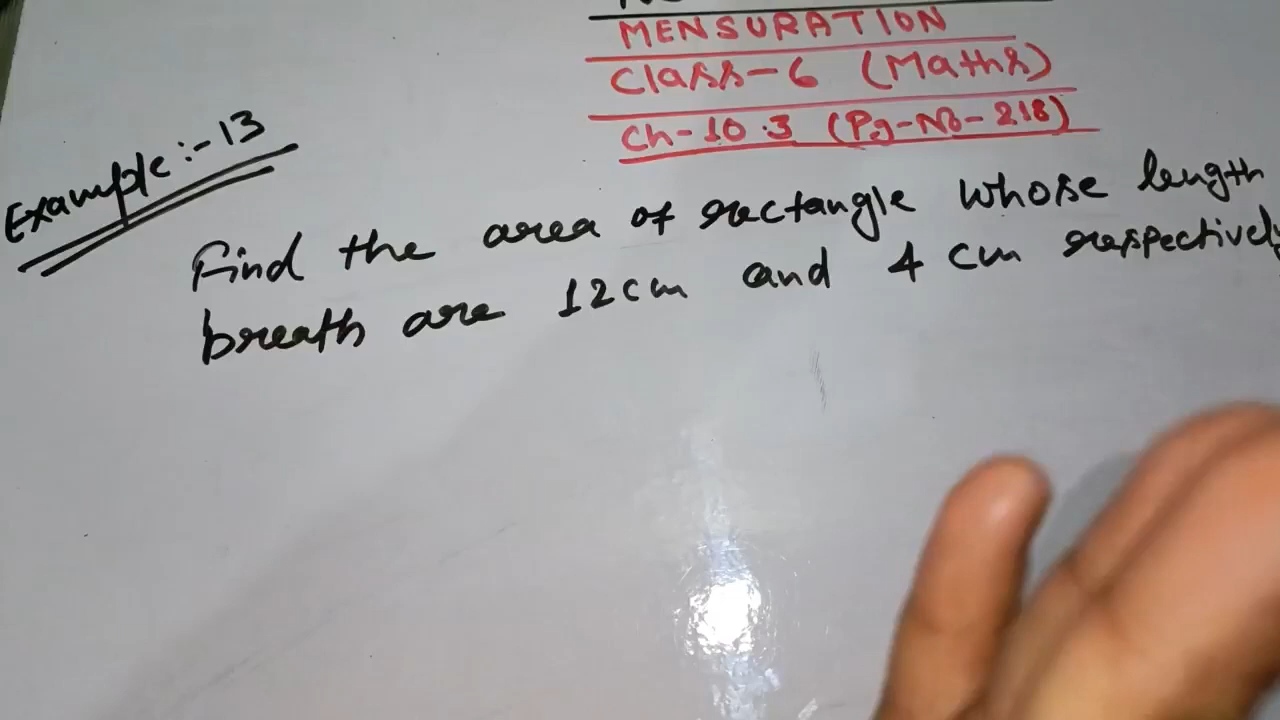 MENSURATION
Class-6 (Maths)
Ch-10.3 (Pg-No-218)
Example:-13
Find the area of rectangle whose length
breath are 12cm and 4 cm respectively